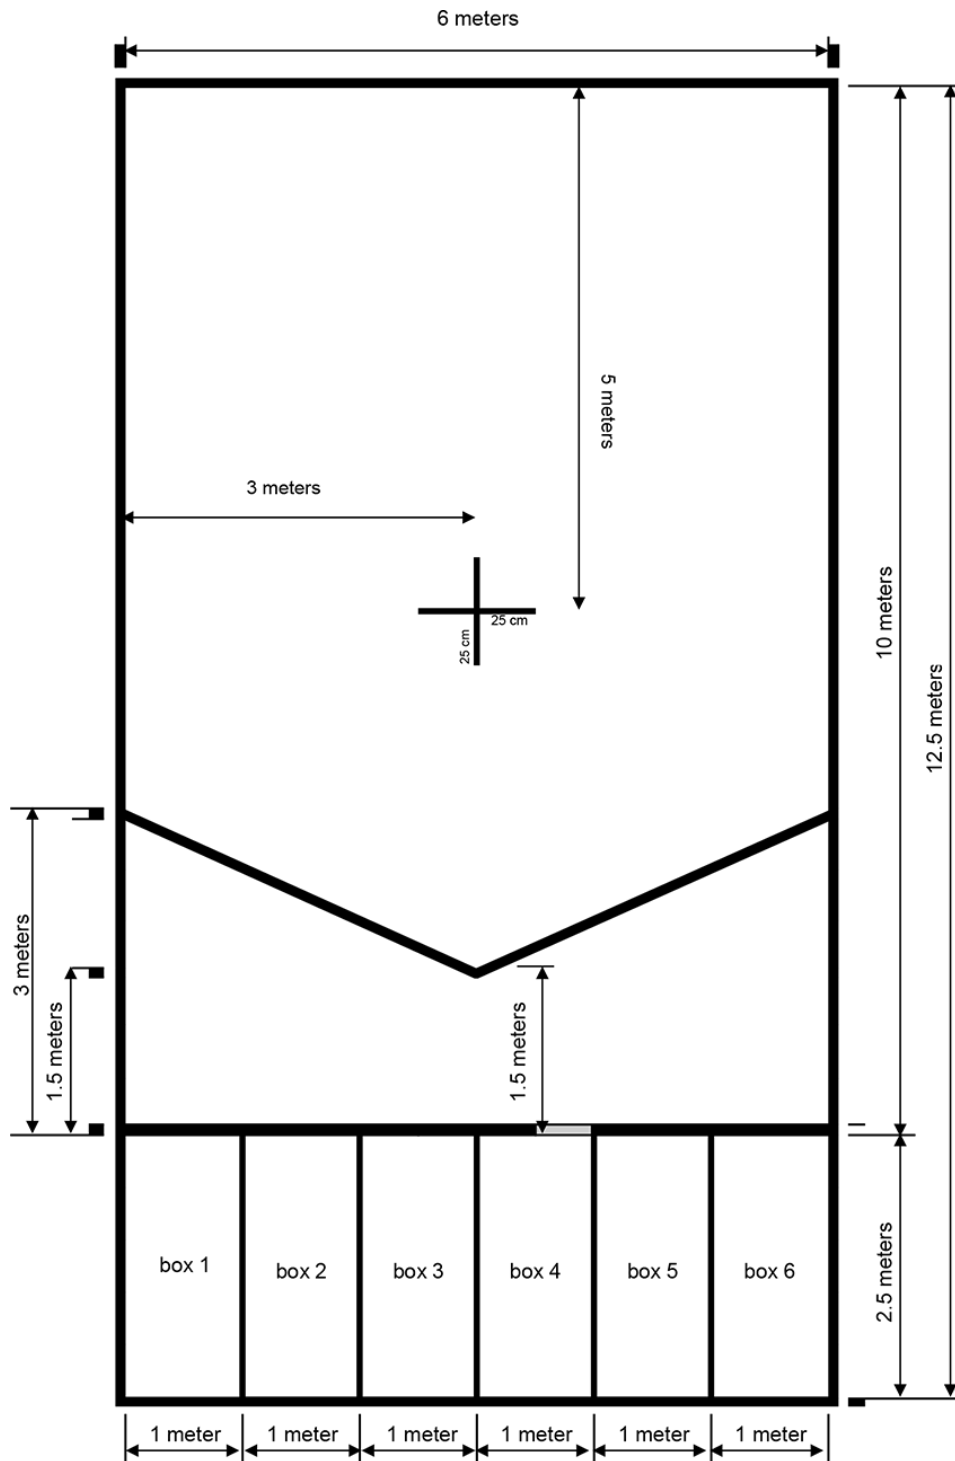 6 meters
5 meters
3 meters
25 cm
25 cm
10 meters
12.5 meters
3 meters
1.5 meters
1.5 meters
box 1
box 2
box 3
box 4
box 5
box 6
2.5 meters
1 meter
1 meter
1 meter
1 meter
1 meter
1 meter